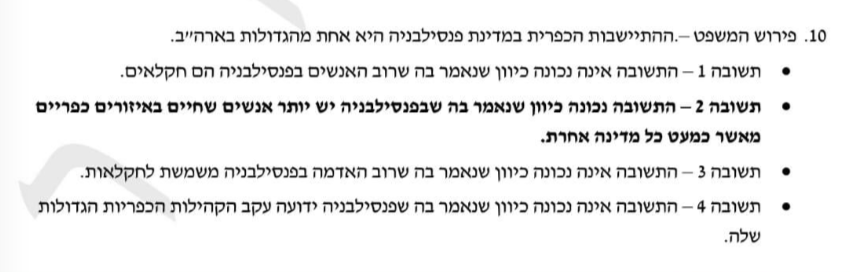 10. פירוש המשפט –.ההתיישבות הכפרית במדינת פנסילבניה היא אחת מהגדולות בארה״ב.
• תשובה 1 – התשובה אינה נכונה כיוון שנאמר בה שרוב האנשים בפנסילבניה הם חקלאים.
• תשובה 2 – התשובה נכונה כיוון שנאמר בה שבפנסילבניה יש יותר אנשים שחיים באיזורים כפריים
מאשר כמעט כל מדינה אחרת.
• תשובה 3 – התשובה אינה נכונה כיוון שנאמר בה שרוב האדמה בפנסילבניה משמשת לחקלאות.
• תשובה 4 – התשובה אינה נכונה כיוון שנאמר בה שפנסילבניה ידועה עקב הקהילות הכפריות הגדולות
שלה.